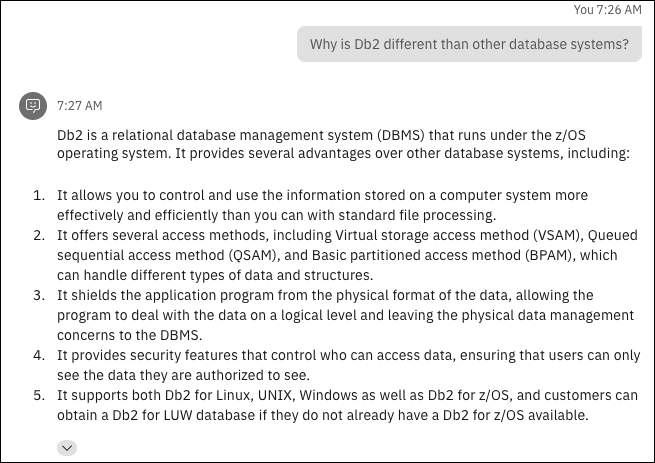 You 7:26 AM
Why is Db2 different than other database systems?
7:27 AM
Db2 is a relational database management system (DBMS) that runs under the z/OS
operating system. It provides several advantages over other database systems, including:
1. It allows you to control and use the information stored on a computer system more
effectively and efficiently than you can with standard file processing.
2. It offers several access methods, including Virtual storage access method (VSAM), Queued
sequential access method (QSAM), and Basic partitioned access method (BPAM), which
can handle different types of data and structures.
3. It shields the application program from the physical format of the data, allowing the
program to deal with the data on a logical level and leaving the physical data management
concerns to the DBMS.
4. It provides security features that control who can access data, ensuring that users can only
see the data they are authorized to see.
5. It supports both Db2 for Linux, UNIX, Windows as well as Db2 for z/OS, and customers can
obtain a Db2 for LUW database if they do not already have a Db2 for z/OS available.